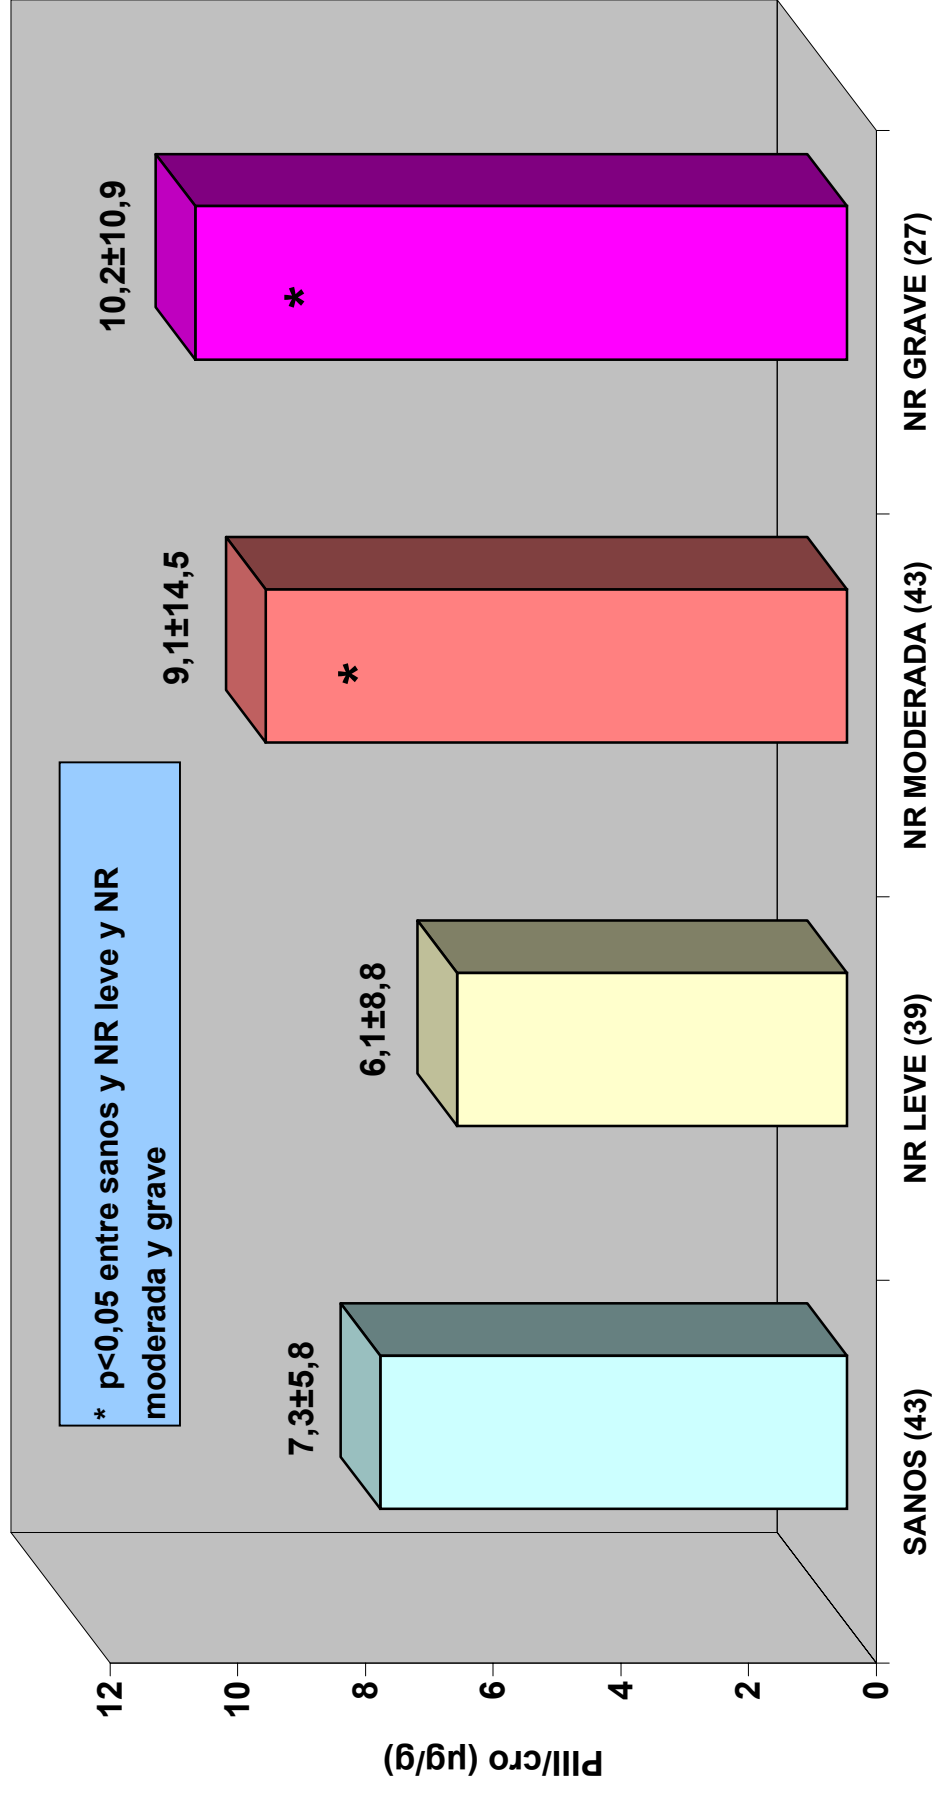 * p<0,05 entre sanos y NR leve y NR
moderada y grave
7,3±5,8
6,1±8,8
9,1±14,5
10,2±10,9
*
*
12
10
8
6
4
2
0
PIII/cro (µg/g)
SANOS (43)
NR LEVE (39)
NR MODERADA (43)
NR GRAVE (27)